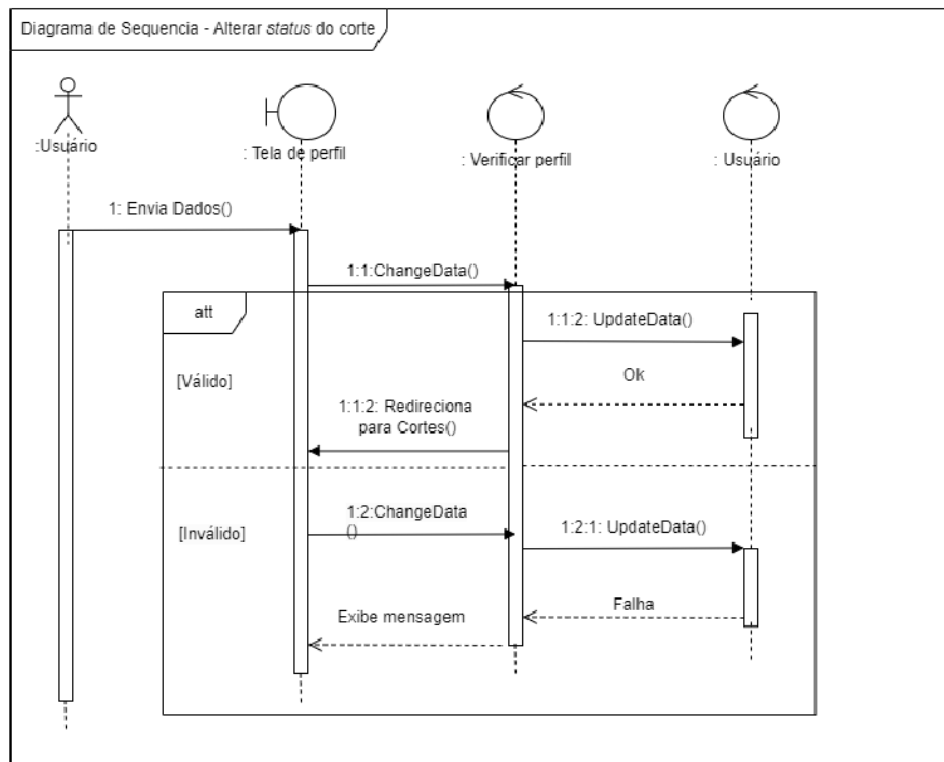 Diagrama de Sequencia - Alterar status do corte
:Usuário
: Tela de perfil
: Verificar perfil
: Usuário
1: Envia Dados()
1:1:ChangeData()
att
1:1:2: UpdateData()
[Válido]
Ok
1:1:2: Redireciona
para Cortes()
1:2:ChangeData
()
[Inválido]
1:2:1: UpdateData()
Falha
Exibe mensagem